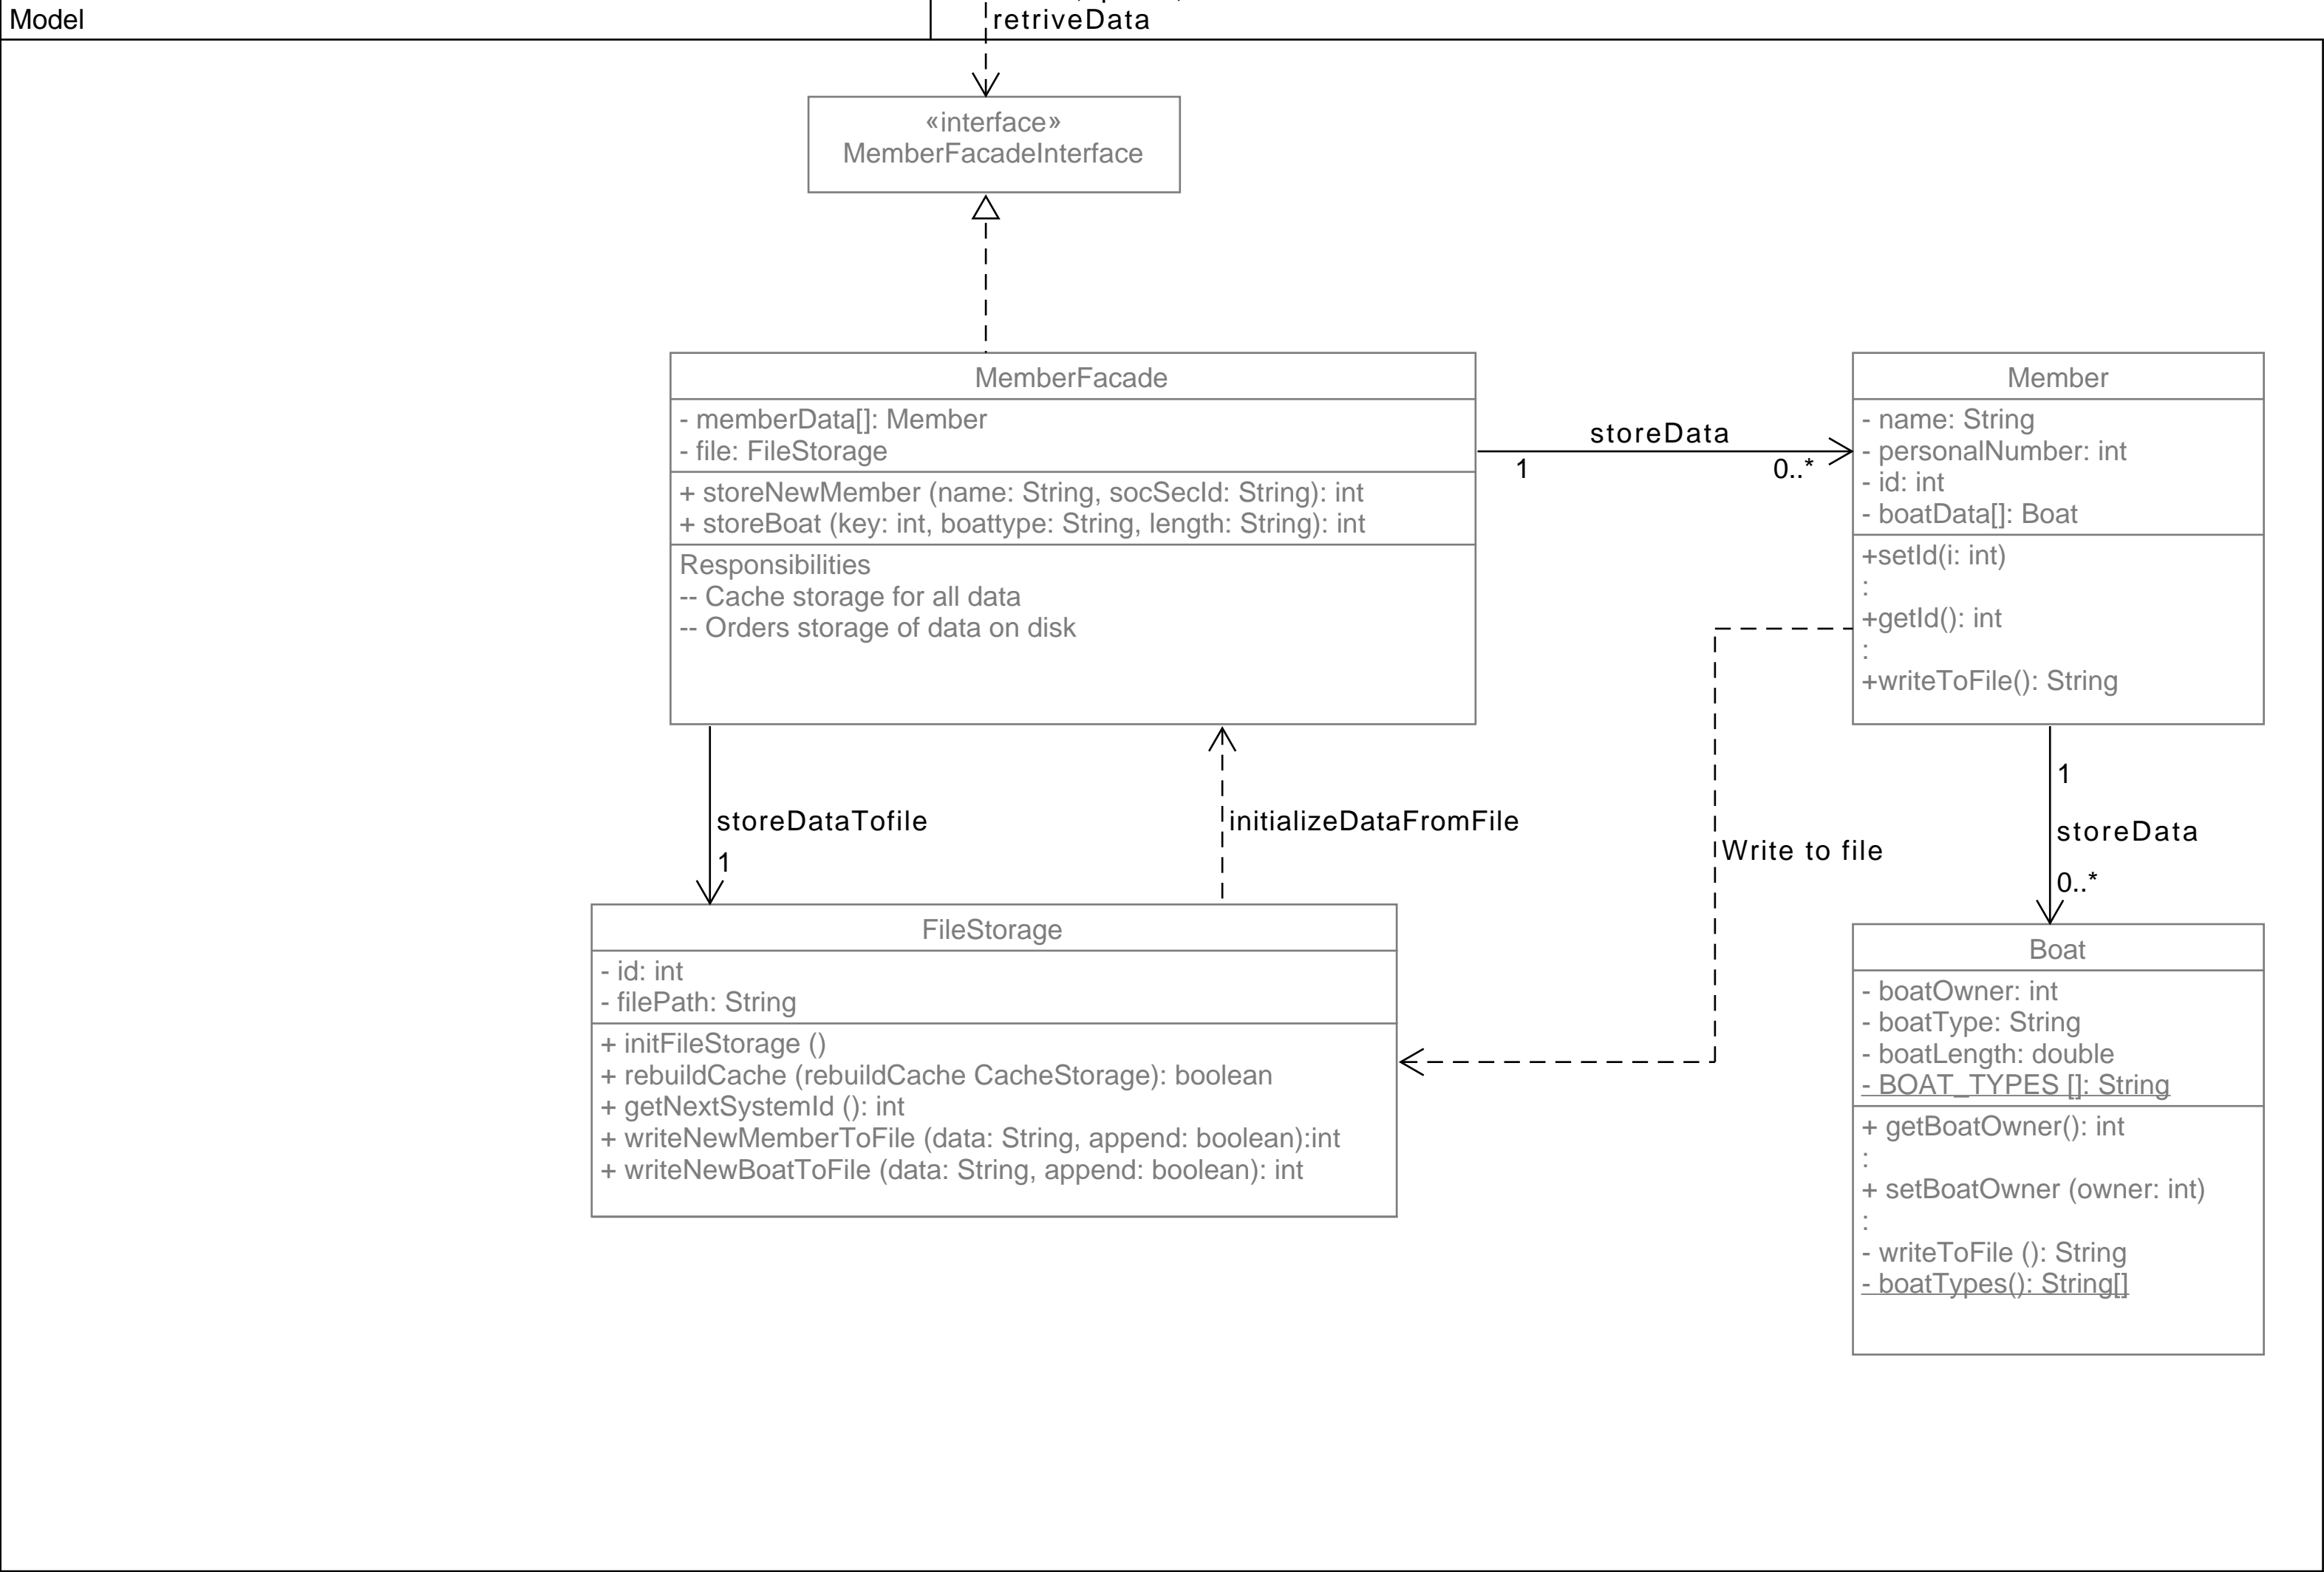 Model
retriveData
«interface»
MemberFacadeInterface
MemberFacade
- memberData[]: Member
- file: FileStorage
+ storeNewMember (name: String, socSecId: String): int
+ storeBoat (key: int, boattype: String, length: String): int
Responsibilities
-- Cache storage for all data
-- Orders storage of data on disk
storeData
1
0..*
Member
- name: String
- personalNumber: int
- id: int
- boatData[]: Boat
+setId(i: int)
:
+getId(): int
:
+writeToFile(): String
storeDataTofile
1
initializeDataFromFile
Write to file
1
storeData
0..*
FileStorage
- id: int
- filePath: String
+ initFileStorage ()
+ rebuildCache (rebuildCache CacheStorage): boolean
+ getNextSystemId (): int
+ writeNewMemberToFile (data: String, append: boolean):int
+ writeNewBoatToFile (data: String, append: boolean): int
Boat
- boatOwner: int
- boatType: String
- boatLength: double
- BOAT_TYPES []: String
+ getBoatOwner(): int
:
+ setBoatOwner (owner: int)
:
- writeToFile (): String
- boatTypes(): String[]